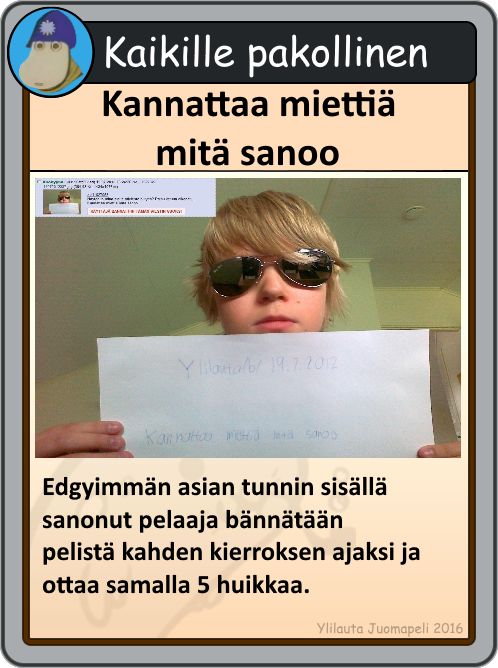 Kaikille pakollinen
Kannattaa miettiä
mitä sanoo
Ylilauta/b/ 19.7.2012
Kannattaa miettiä mitä sanoo
Edgyimmän asian tunnin sisällä
sanonut pelaaja bännätään
pelistä kahden kierroksen ajaksi ja
ottaa samalla 5 huikkaa.
Ylilauta Juomapeli 2016